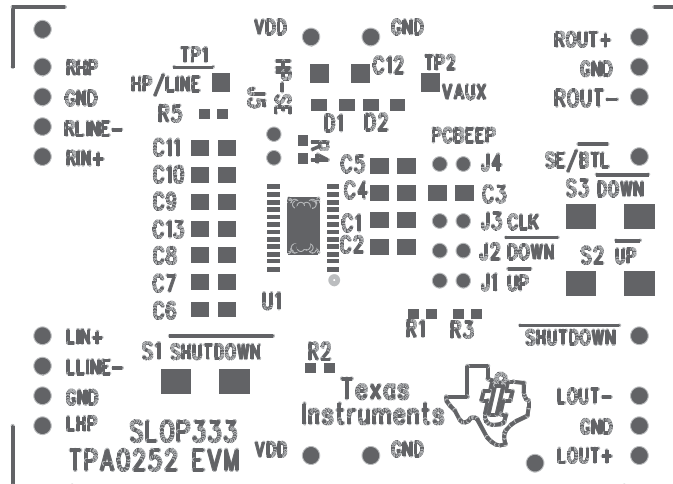 VDD GND
ROUT+
TP1
RHP
HP/LINE
HP-SE
J5
C12
TP2
GND
GND
VAUX
ROUT-
R5
RLINE-
D1 D2
PCBEEP
RIN+
C11
R4
C5
J4
SE/BTL
C10
C4
C3
S3 DOWN
C9
C13
C1
J3 CLK
C8
C2
J2 DOWN
S2 UP
C7
J1 UP
C6
U1
R1 R3
LIN+
SHUTDOWN
S1 SHUTDOWN
R2
LLINE-
GND
Texas
Instruments
LOUT-
LHP
SLOP333
GND
TPA0252 EVM
VDD GND
LOUT+